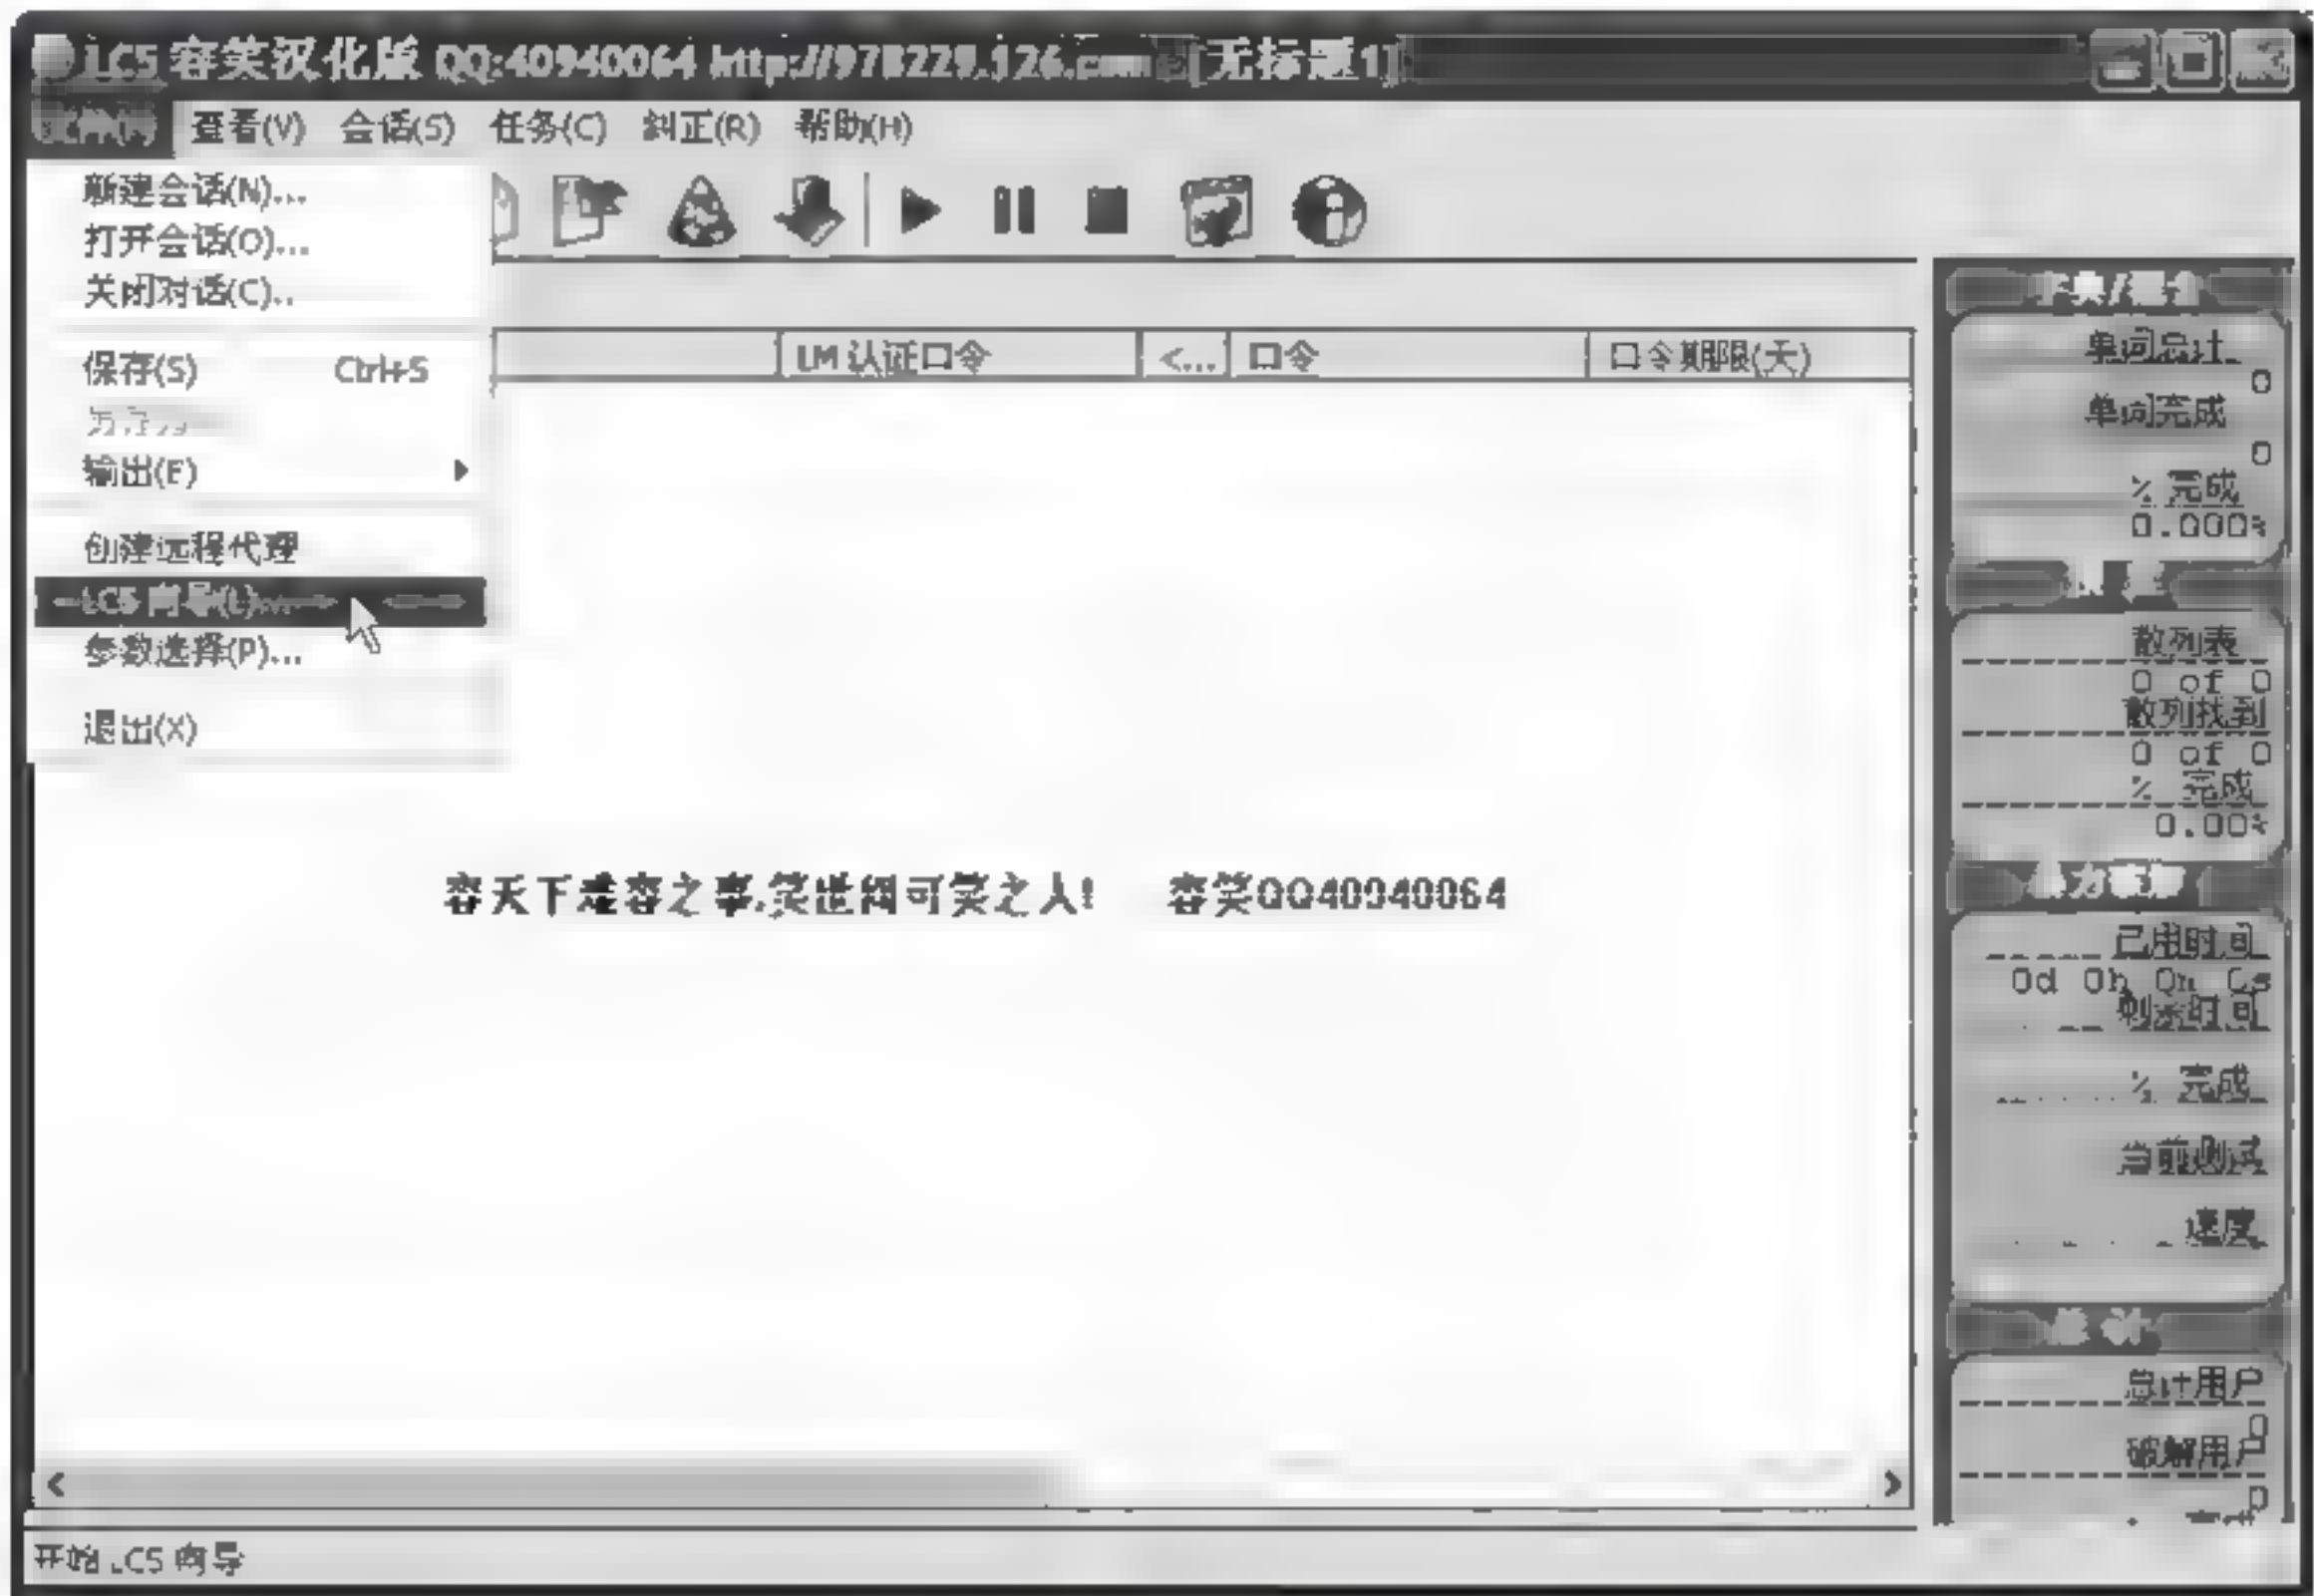 LC5 容笑汉化版 QQ:40940064 http://978229.126.com [无标题1]
查看(V) 会话(S) 任务(C) 纠正(R) 帮助(H)
新建会话(N)...
打开会话(O)...
关闭对话(C)..
保存(S) Ctrl+S
输出(E)
创建远程代理
LC5 向导(L)...
参数选择(P)...
退出(X)
LM 认证口令 <... 口令 口令期限(天)
容天下难容之事,笑世间可笑之人! 容笑QQ40940064
单词总计
0
单词完成
0
% 完成
0.000%
散列表
0 of 0
散列找到
0 of 0
% 完成
0.00%
已用时间
0d 0h 0m 0s
剩余时间
% 完成
当前测试
速度
总计用户
0
破解用户
0
开始 LC5 向导